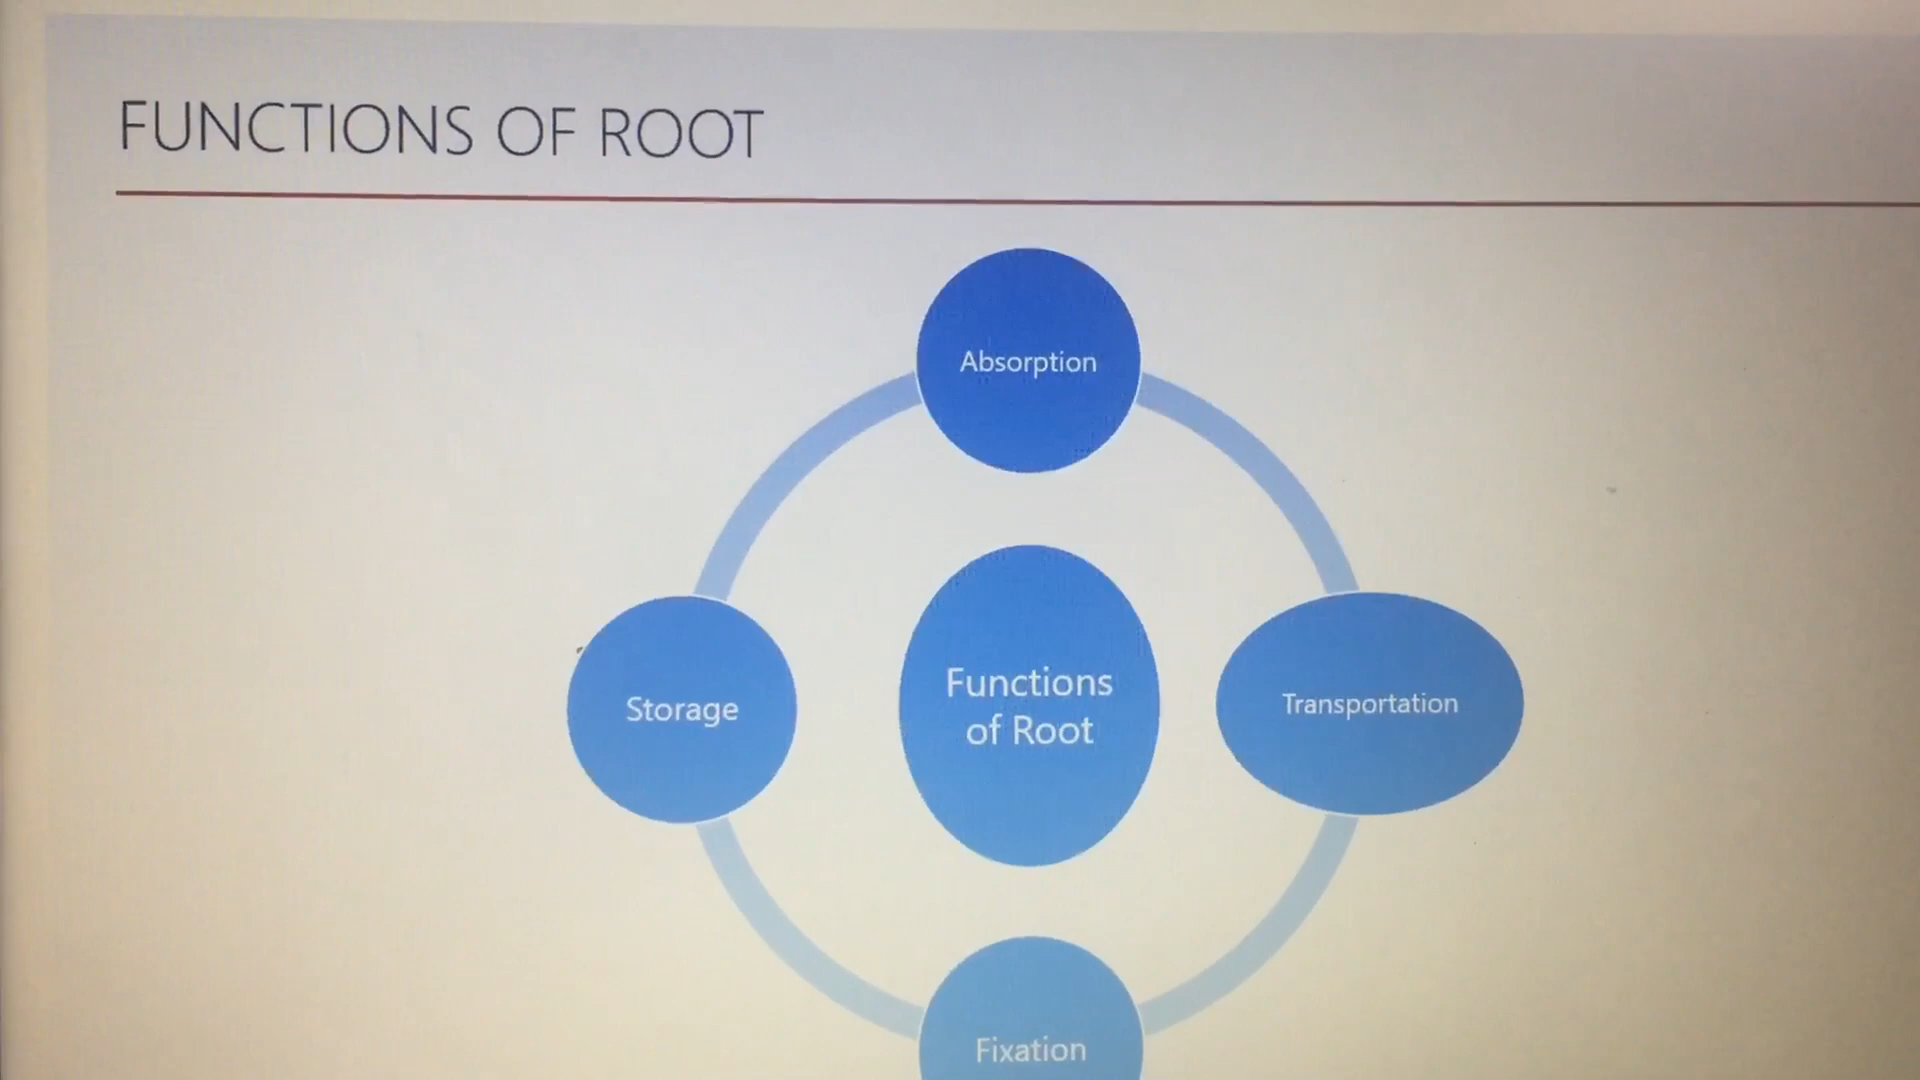 FUNCTIONS OF ROOT
Absorption
Storage
Functions
of Root
Transportation
Fixation